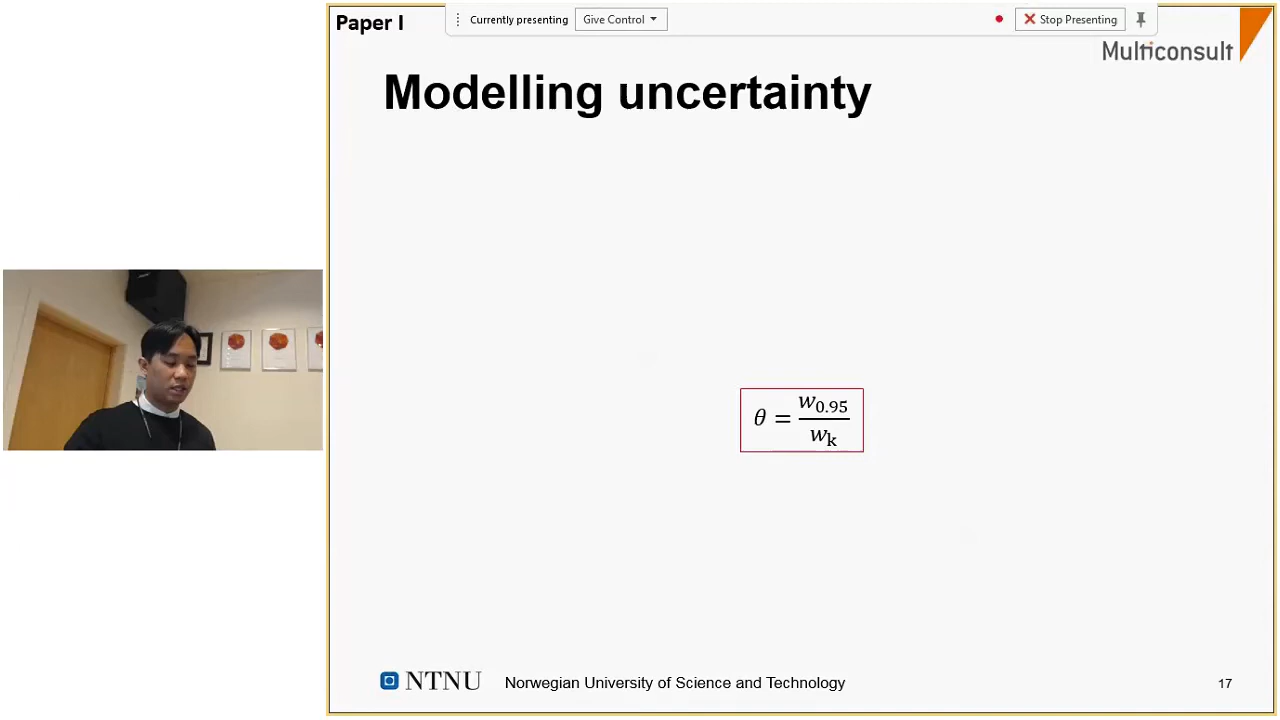 Paper I
Currently presenting
Give Control
Stop Presenting
Multiconsult
Modelling uncertainty
θ = w0.95 / wk
NTNU
Norwegian University of Science and Technology
17